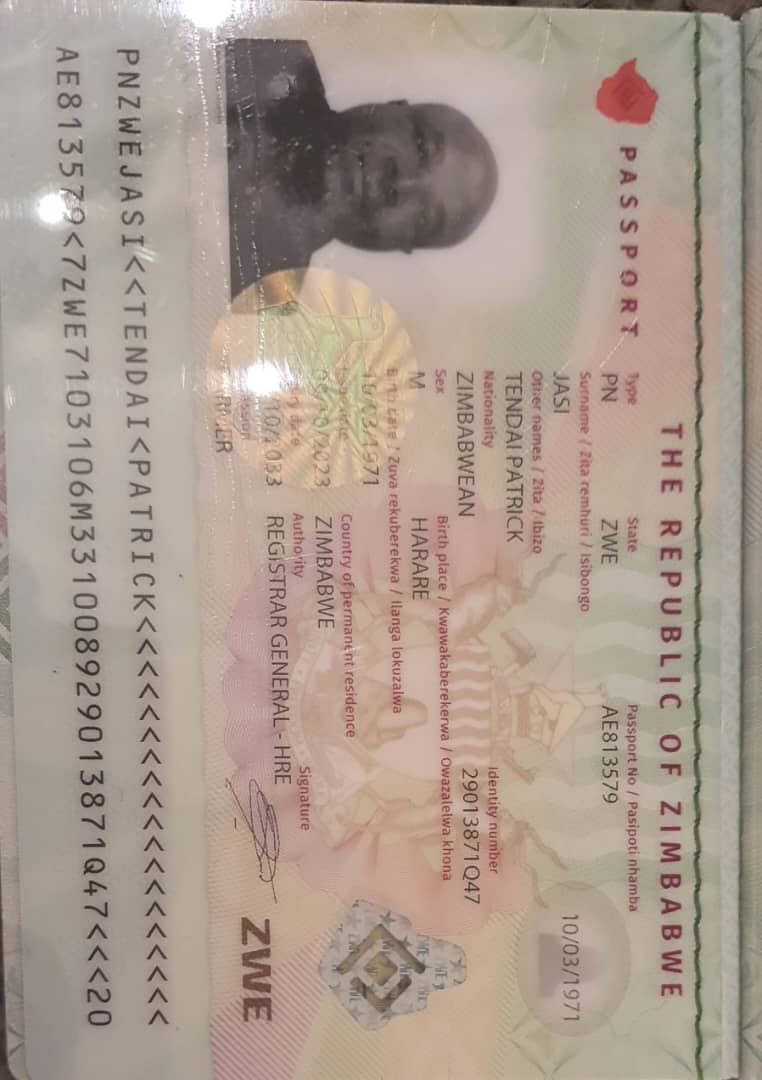 THE REPUBLIC OF ZIMBABWE
PASSPORT
Type State Passport No / Pasipoti nhamba
PN ZWE AE813579
Surname / Zita remhuri / Isibongo
JASI
10/03/1971
Other names / Zita / Ibizo
TENDAI PATRICK
Nationality Identity number
ZIMBABWEAN 29013871Q47
Sex Birth place / Kwawakaberekerwa / Owazalelwa khona
M HARARE
Birth date / Zuva rekuberekwa / Ilanga lokuzalwa
10/03/1971
Country of permanent residence
ZIMBABWE
Authority Signature
REGISTRAR GENERAL - HRE
ZWE
PNZWEJASI<<TENDAI<PATRICK<<<<<<<<<<<<<<<<<<<
AE813579<7ZWE7103106M331008929013871Q47<<<20